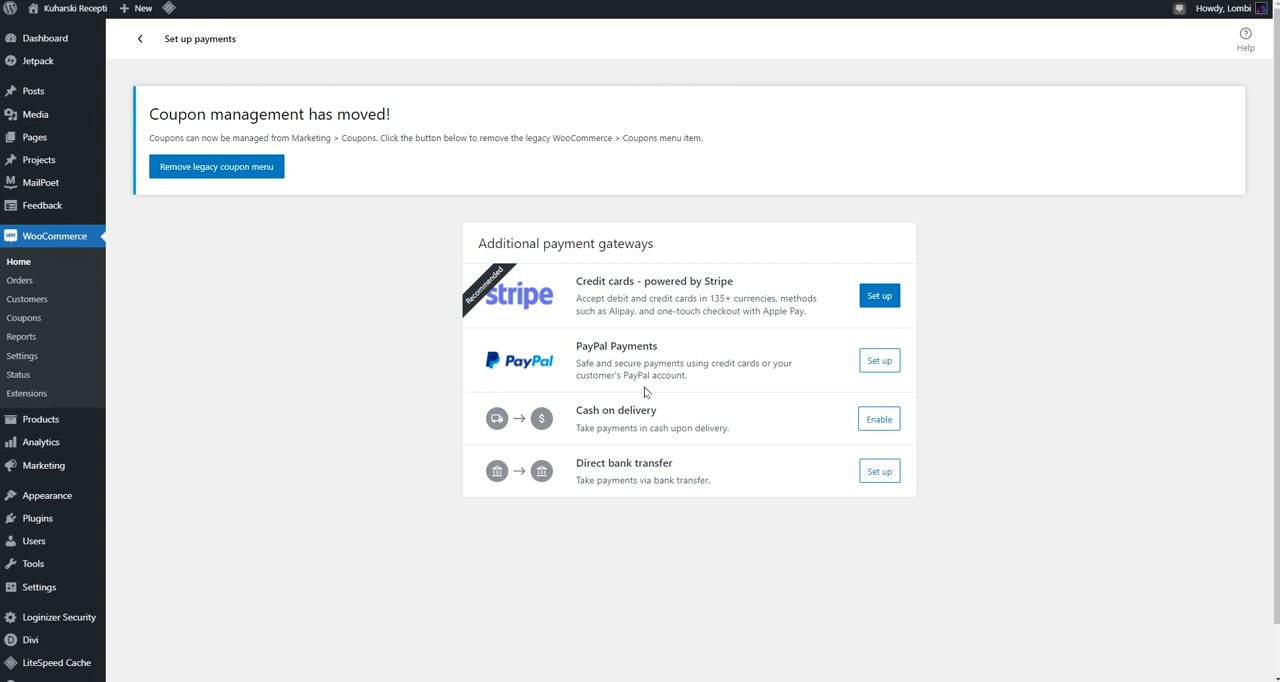 Kuharski Recepti
New
Howdy, Lombi
Dashboard
Jetpack
Posts
Media
Pages
Projects
MailPoet
Feedback
WooCommerce
Home
Orders
Customers
Coupons
Reports
Settings
Status
Extensions
Products
Analytics
Marketing
Appearance
Plugins
Users
Tools
Settings
Loginizer Security
Divi
LiteSpeed Cache
Set up payments
Help
Coupon management has moved!
Coupons can now be managed from Marketing > Coupons. Click the button below to remove the legacy WooCommerce > Coupons menu item.
Remove legacy coupon menu
Additional payment gateways
Recommended
stripe
Credit cards - powered by Stripe
Accept debit and credit cards in 135+ currencies, methods
such as Alipay, and one-touch checkout with Apple Pay.
Set up
PayPal
PayPal Payments
Safe and secure payments using credit cards or your
customer's PayPal account.
Set up
Cash on delivery
Take payments in cash upon delivery.
Enable
Direct bank transfer
Take payments via bank transfer.
Set up